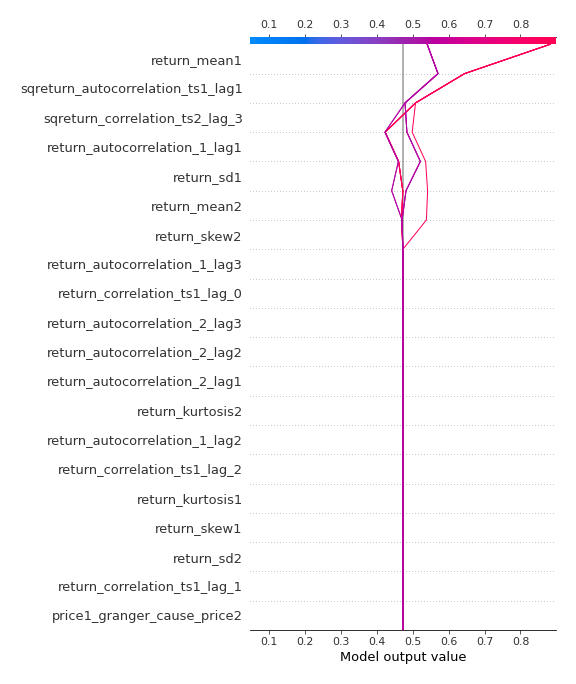 0.1 0.2 0.3 0.4 0.5 0.6 0.7 0.8
return_mean1
sqreturn_autocorrelation_ts1_lag1
sqreturn_correlation_ts2_lag_3
return_autocorrelation_1_lag1
return_sd1
return_mean2
return_skew2
return_autocorrelation_1_lag3
return_correlation_ts1_lag_0
return_autocorrelation_2_lag3
return_autocorrelation_2_lag2
return_autocorrelation_2_lag1
return_kurtosis2
return_autocorrelation_1_lag2
return_correlation_ts1_lag_2
return_kurtosis1
return_skew1
return_sd2
return_correlation_ts1_lag_1
price1_granger_cause_price2
0.1 0.2 0.3 0.4 0.5 0.6 0.7 0.8
Model output value